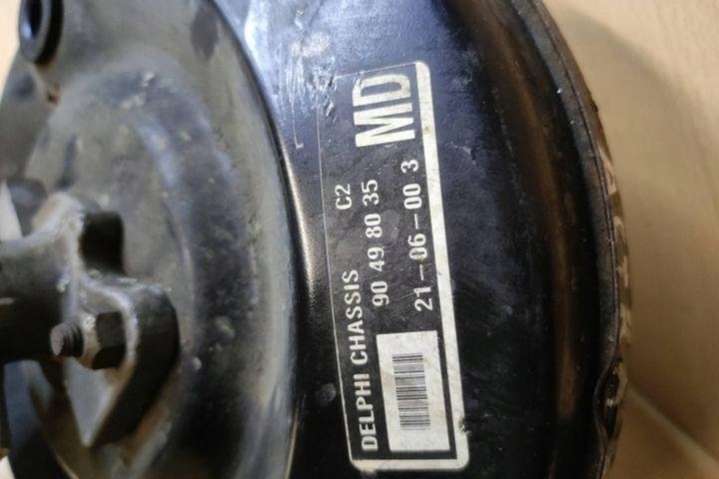 DELPHI CHASSIS C2
90 49 80 35 MD
21-06-00 3